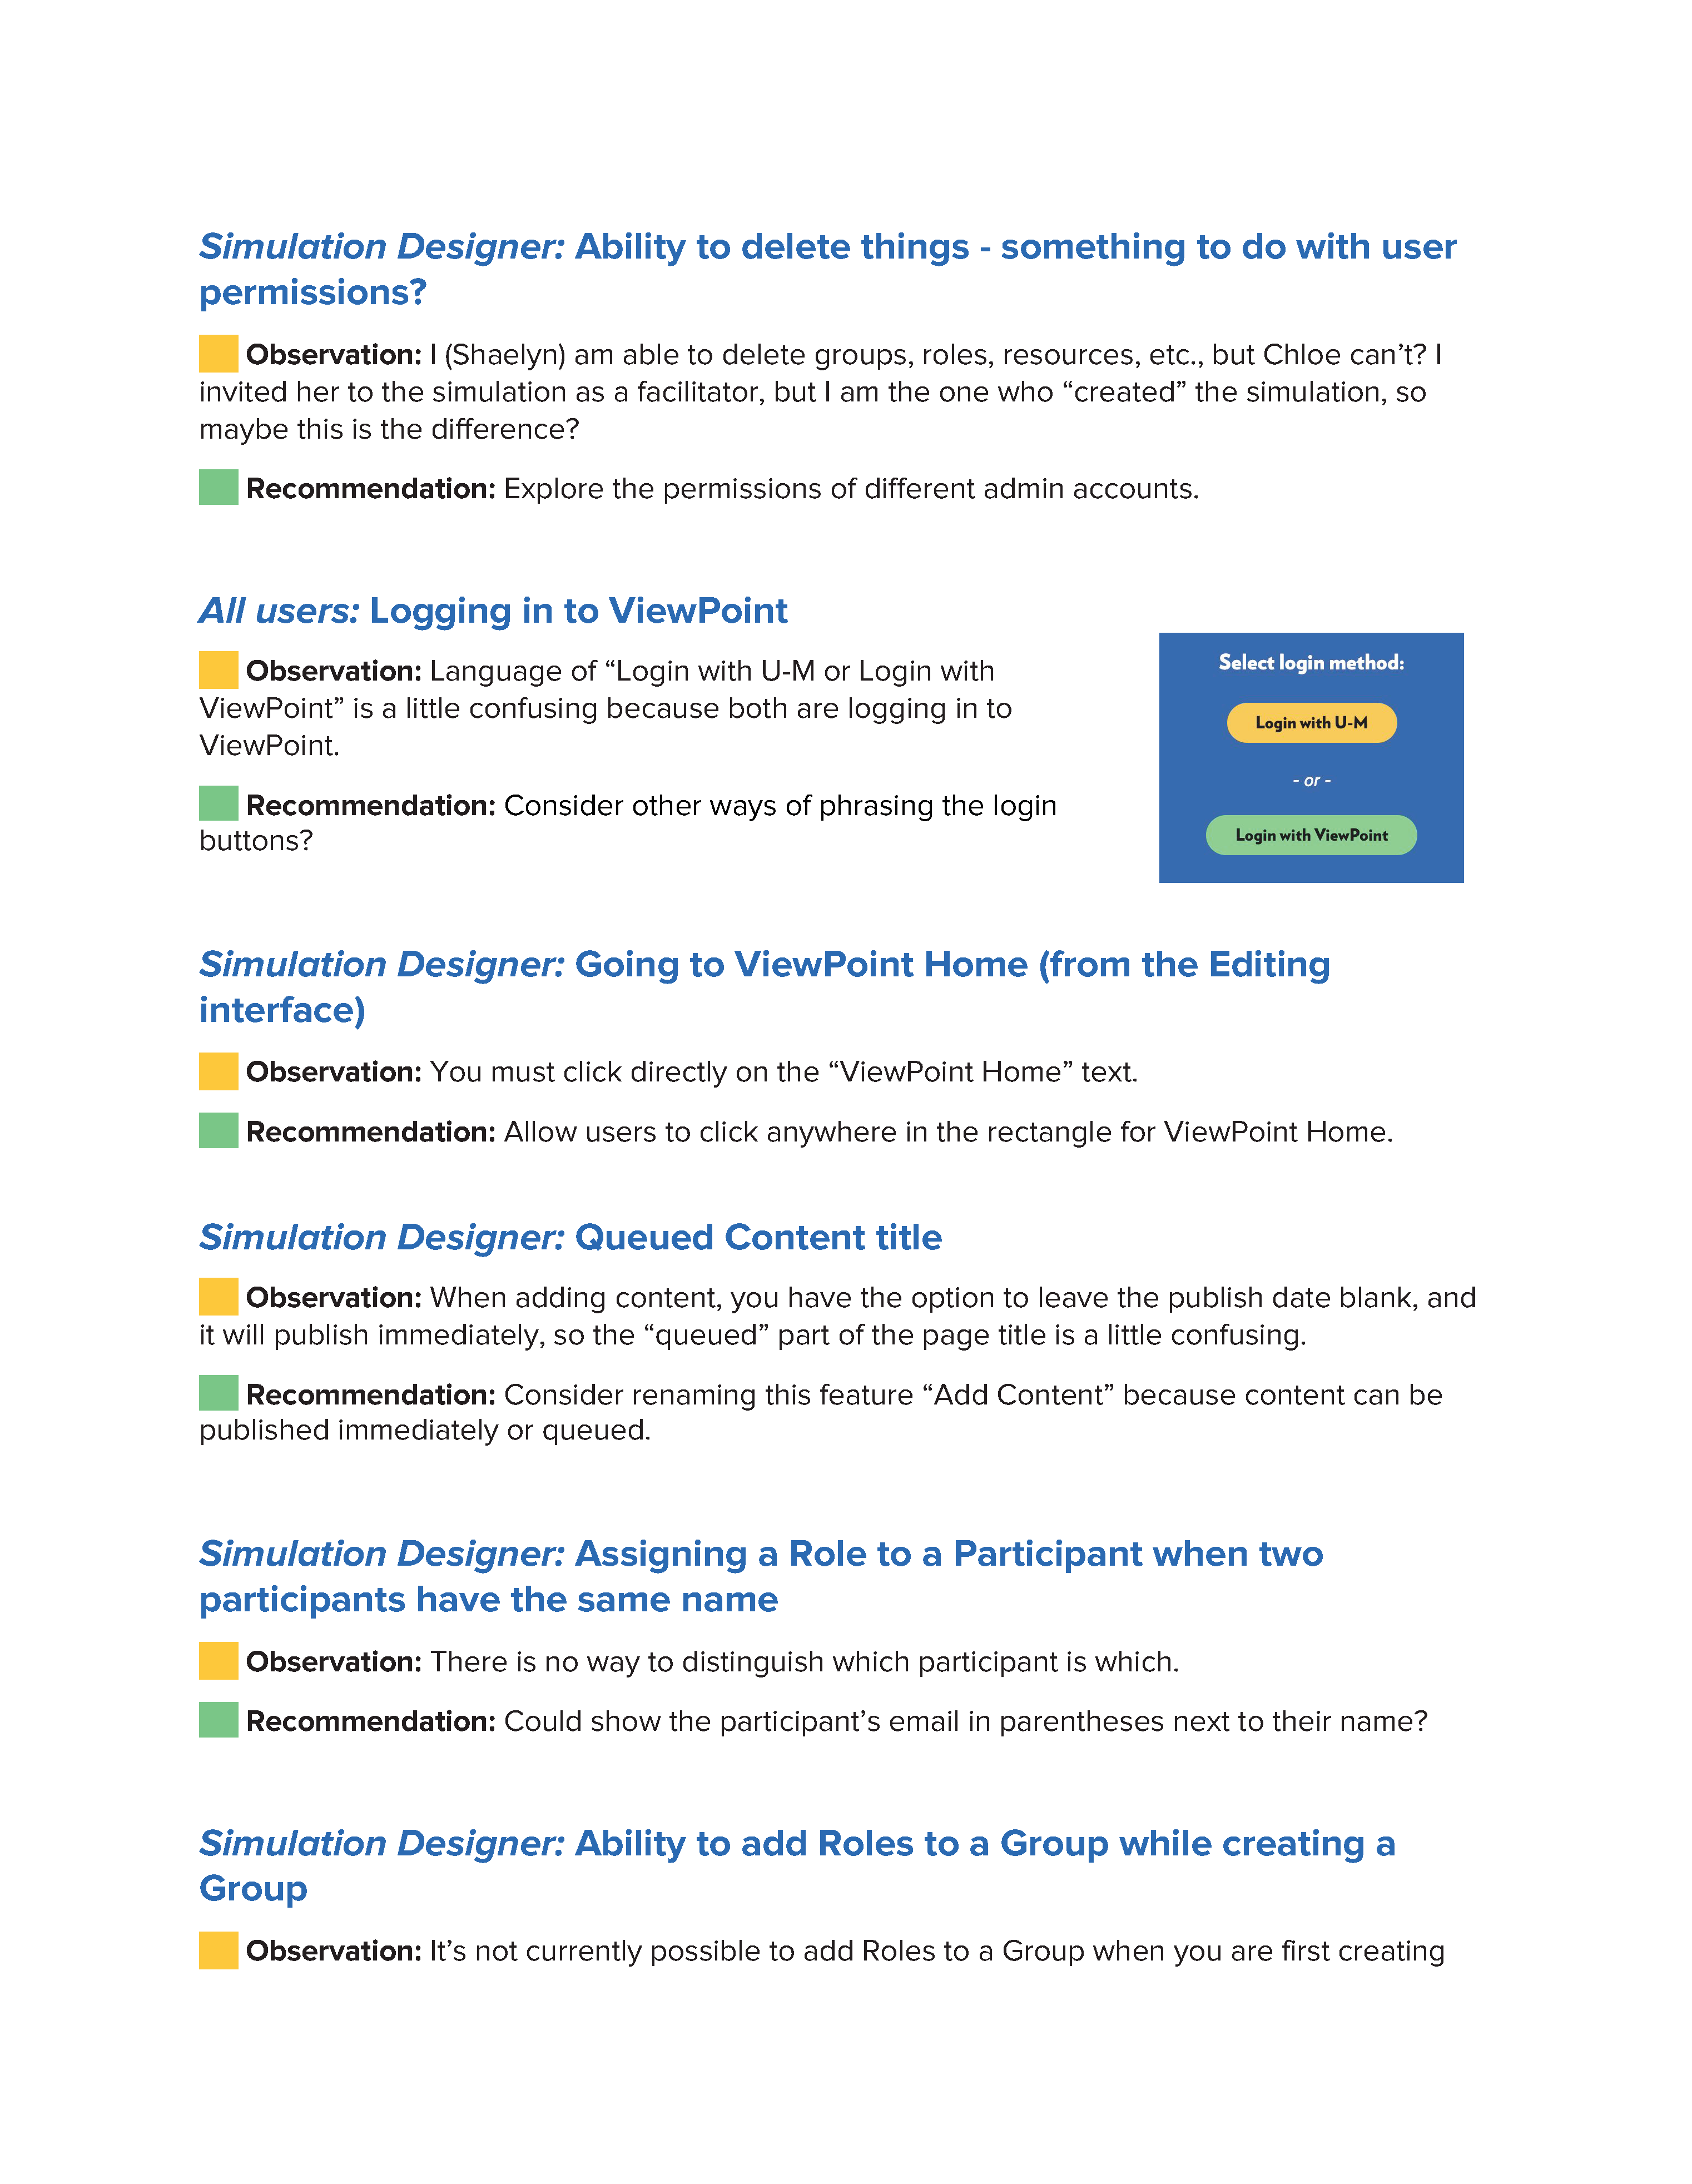 Simulation Designer: Ability to delete things - something to do with user
permissions?
Observation: I (Shaelyn) am able to delete groups, roles, resources, etc., but Chloe can’t? I
invited her to the simulation as a facilitator, but I am the one who “created” the simulation, so
maybe this is the difference?
Recommendation: Explore the permissions of different admin accounts.
All users: Logging in to ViewPoint
Observation: Language of “Login with U-M or Login with
ViewPoint” is a little confusing because both are logging in to
ViewPoint.
Recommendation: Consider other ways of phrasing the login
buttons?
Select login method:
Login with U-M
- or -
Login with ViewPoint
Simulation Designer: Going to ViewPoint Home (from the Editing
interface)
Observation: You must click directly on the “ViewPoint Home” text.
Recommendation: Allow users to click anywhere in the rectangle for ViewPoint Home.
Simulation Designer: Queued Content title
Observation: When adding content, you have the option to leave the publish date blank, and
it will publish immediately, so the “queued” part of the page title is a little confusing.
Recommendation: Consider renaming this feature “Add Content” because content can be
published immediately or queued.
Simulation Designer: Assigning a Role to a Participant when two
participants have the same name
Observation: There is no way to distinguish which participant is which.
Recommendation: Could show the participant’s email in parentheses next to their name?
Simulation Designer: Ability to add Roles to a Group while creating a
Group
Observation: It’s not currently possible to add Roles to a Group when you are first creating